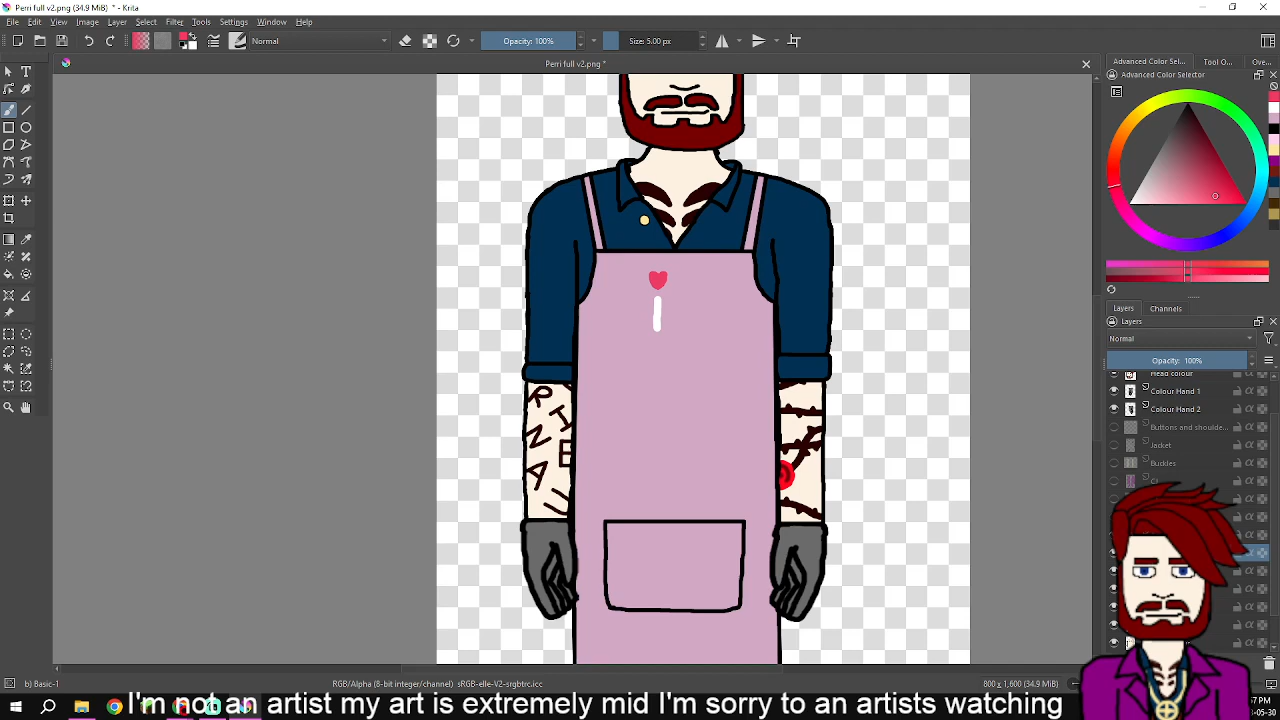 Perri full v2.png (34.9 MiB) * - Krita
File Edit View Image Layer Select Filter Tools Settings Window Help
Normal Opacity: 100% Size: 5.00 px
Perri full v2.png *
Advanced Color Sel... Tool O... Ove...
Advanced Color Selector
Layers Channels
Layers
Normal
Opacity: 100%
Head colour
Colour Hand 1
Colour Hand 2
Buttons and shoulde...
Jacket
Buckles
R
I
N
E
A
b) Basic-1 RGB/Alpha (8-bit integer/channel) sRGB-elle-V2-srgbtrc.icc 800 x 1,600 (34.9 MiB)
I'm not an artist my art is extremely mid I'm sorry to an artists watching